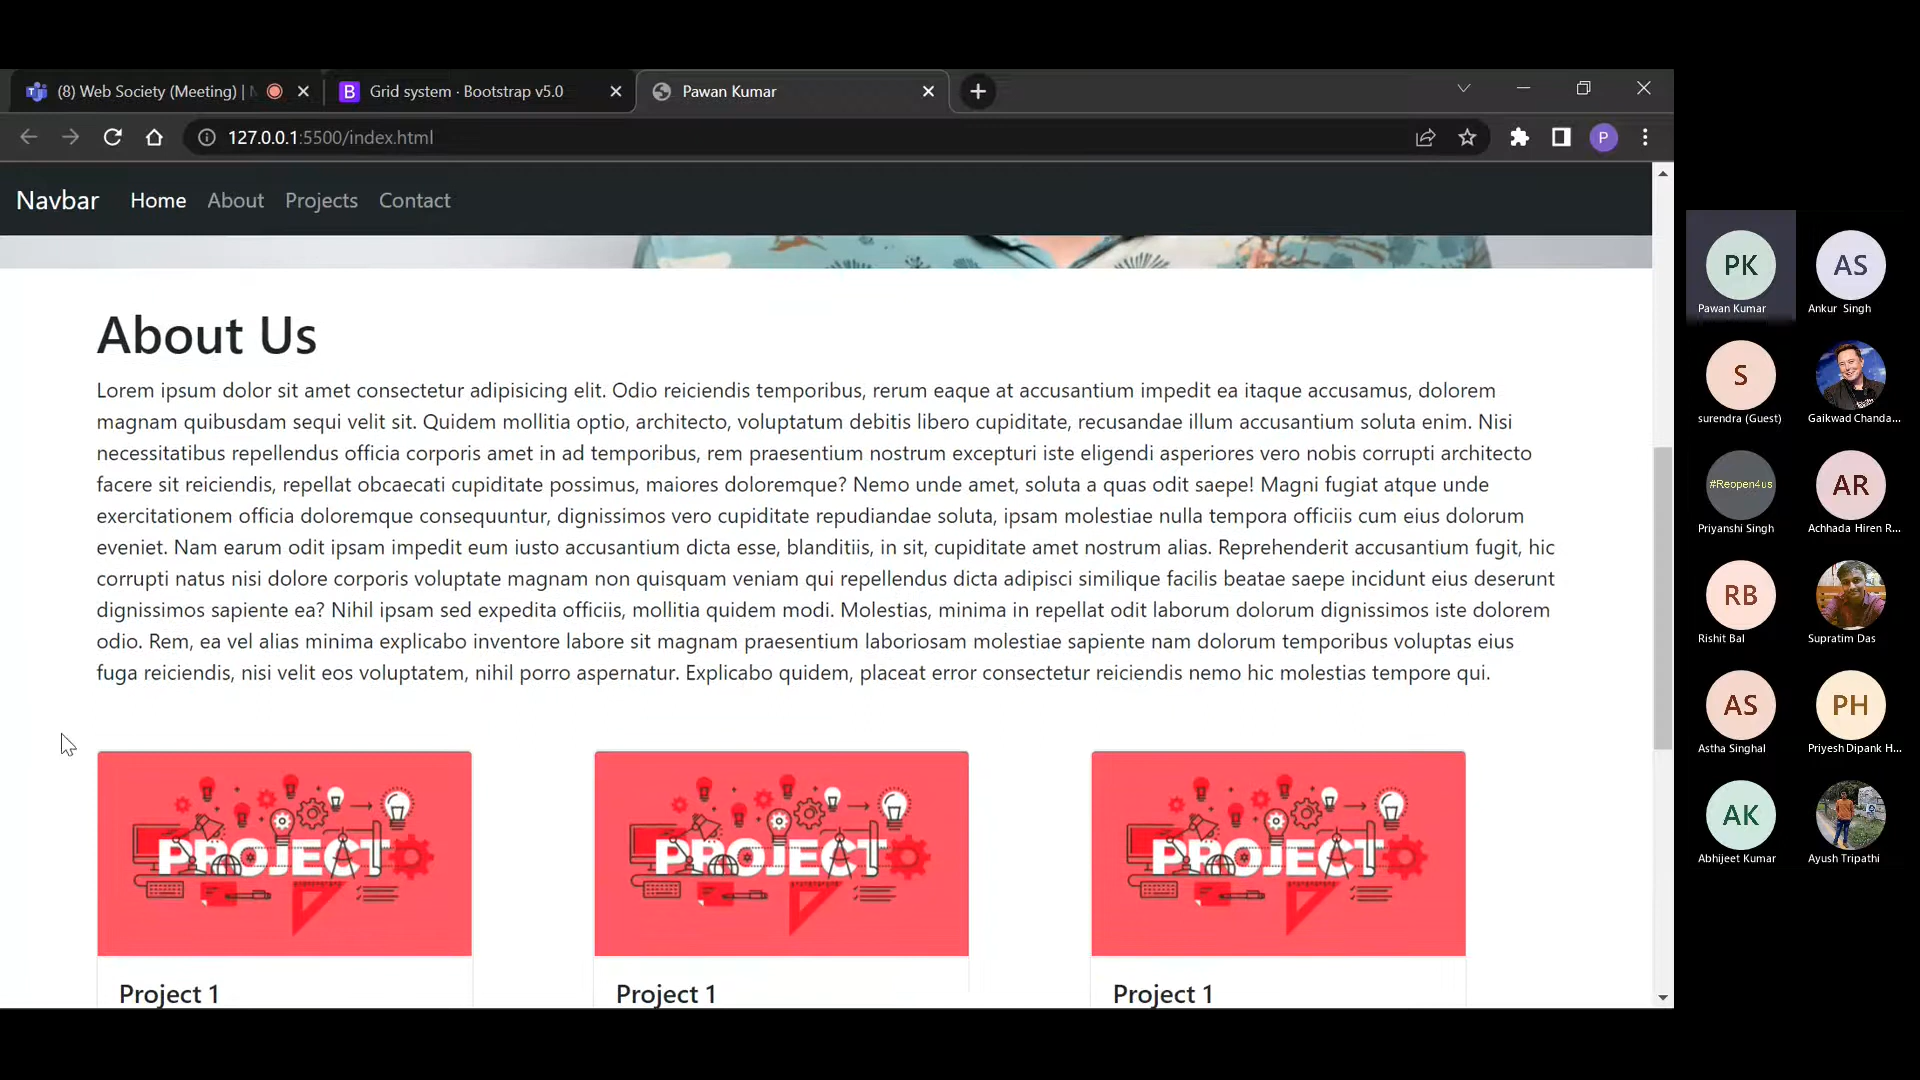 (8) Web Society (Meeting) |
Grid system · Bootstrap v5.0
Pawan Kumar
127.0.0.1:5500/index.html
P
Navbar
Home
About
Projects
Contact
About Us
Lorem ipsum dolor sit amet consectetur adipisicing elit. Odio reiciendis temporibus, rerum eaque at accusantium impedit ea itaque accusamus, dolorem
magnam quibusdam sequi velit sit. Quidem mollitia optio, architecto, voluptatum debitis libero cupiditate, recusandae illum accusantium soluta enim. Nisi
necessitatibus repellendus officia corporis amet in ad temporibus, rem praesentium nostrum excepturi iste eligendi asperiores vero nobis corrupti architecto
facere sit reiciendis, repellat obcaecati cupiditate possimus, maiores doloremque? Nemo unde amet, soluta a quas odit saepe! Magni fugiat atque unde
exercitationem officia doloremque consequuntur, dignissimos vero cupiditate repudiandae soluta, ipsam molestiae nulla tempora officiis cum eius dolorum
eveniet. Nam earum odit ipsam impedit eum iusto accusantium dicta esse, blanditiis, in sit, cupiditate amet nostrum alias. Reprehenderit accusantium fugit, hic
corrupti natus nisi dolore corporis voluptate magnam non quisquam veniam qui repellendus dicta adipisci similique facilis beatae saepe incidunt eius deserunt
dignissimos sapiente ea? Nihil ipsam sed expedita officiis, mollitia quidem modi. Molestias, minima in repellat odit laborum dolorum dignissimos iste dolorem
odio. Rem, ea vel alias minima explicabo inventore labore sit magnam praesentium laboriosam molestiae sapiente nam dolorum temporibus voluptas eius
fuga reiciendis, nisi velit eos voluptatem, nihil porro aspernatur. Explicabo quidem, placeat error consectetur reiciendis nemo hic molestias tempore qui.
PROJECT
PROJECT
PROJECT
Project 1
Project 1
Project 1
PK
Pawan Kumar
AS
Ankur Singh
S
surendra (Guest)
Gaikwad Chanda...
#Reopen4us
Priyanshi Singh
AR
Achhada Hiren R...
RB
Rishit Bal
Supratim Das
AS
Astha Singhal
PH
Priyesh Dipank H...
AK
Abhijeet Kumar
Ayush Tripathi